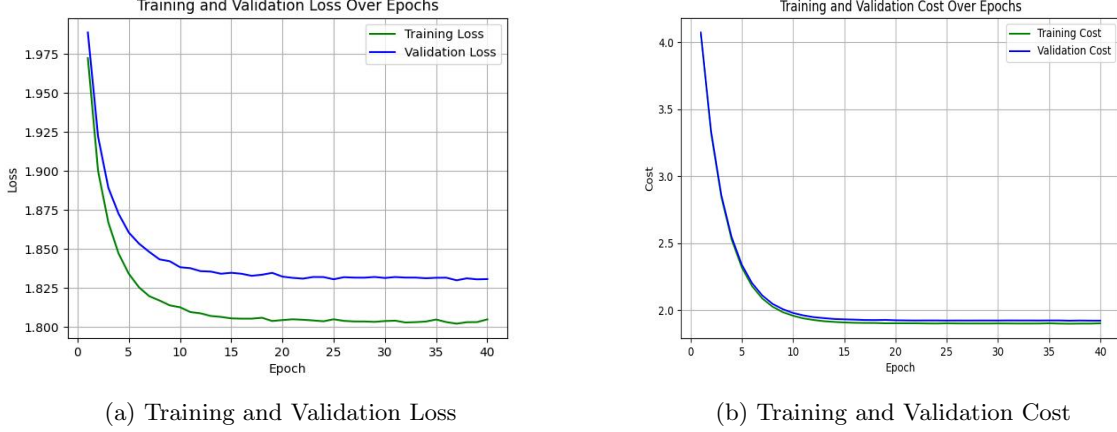 Training and Validation Loss Over Epochs
Training Loss
Validation Loss
1.975
1.950
1.925
1.900
1.875
1.850
1.825
1.800
Loss
0 5 10 15 20 25 30 35 40
Epoch
(a) Training and Validation Loss
Training and Validation Cost Over Epochs
Training Cost
Validation Cost
4.0
3.5
3.0
2.5
2.0
Cost
0 5 10 15 20 25 30 35 40
Epoch
(b) Training and Validation Cost